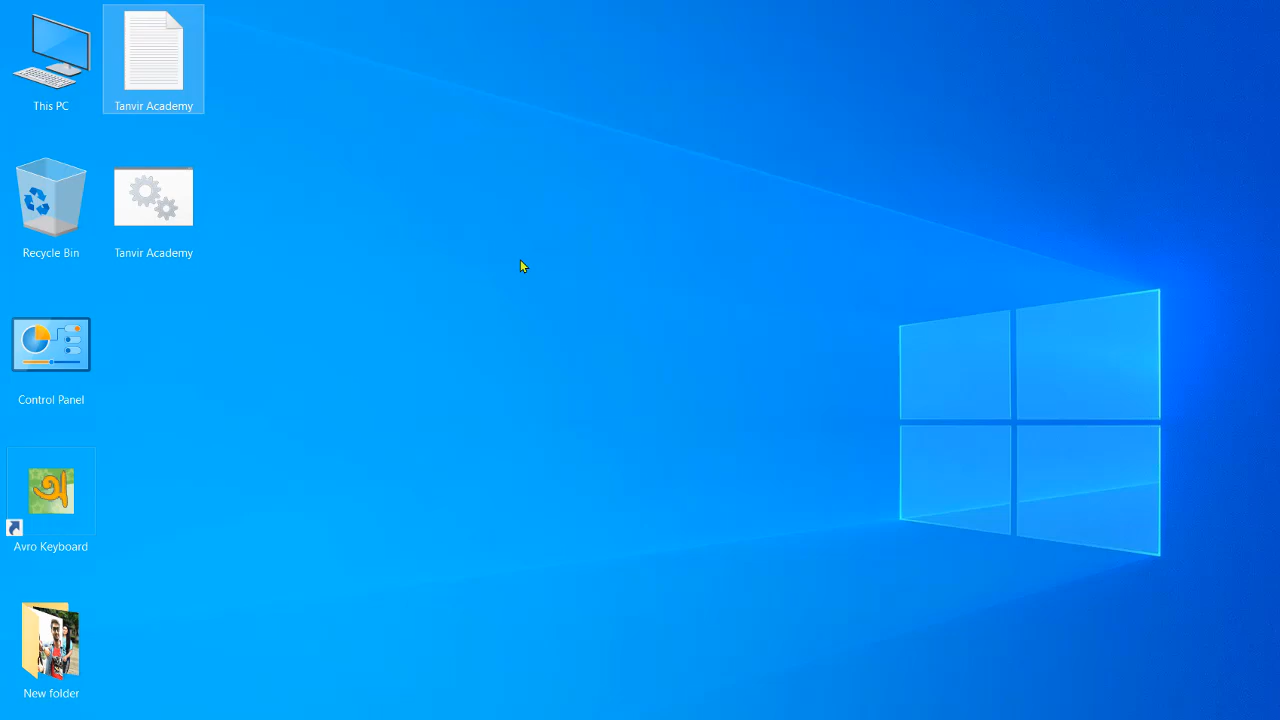 This PC
Tanvir Academy
Recycle Bin
Tanvir Academy
Control Panel
অ
Avro Keyboard
New folder